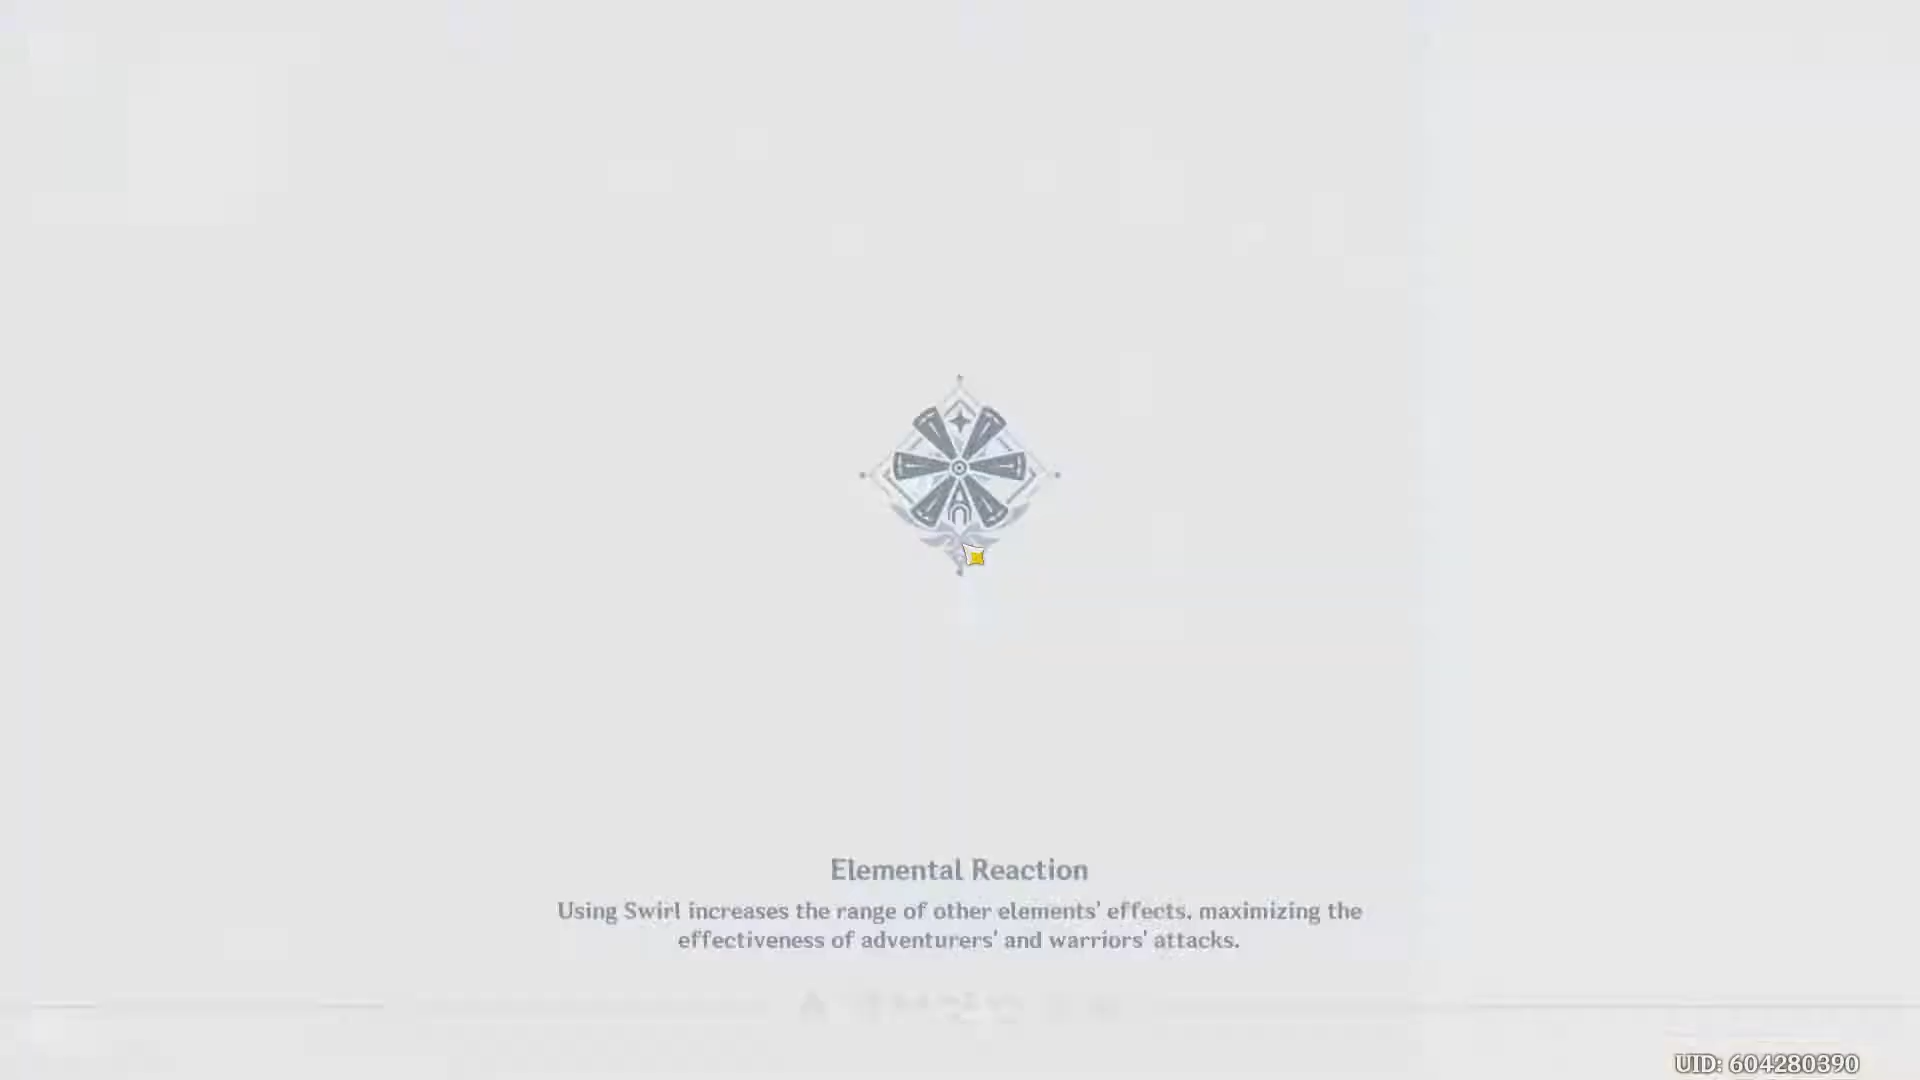 Elemental Reaction
Using Swirl increases the range of other elements' effects, maximizing the
effectiveness of adventurers' and warriors' attacks.
UID: 604280390